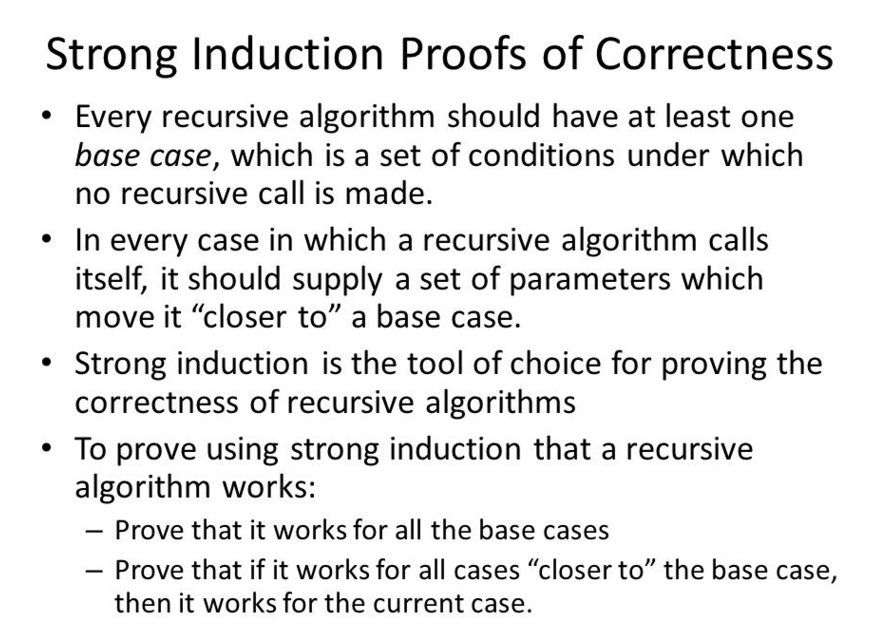 Strong Induction Proofs of Correctness
• Every recursive algorithm should have at least one
base case, which is a set of conditions under which
no recursive call is made.
• In every case in which a recursive algorithm calls
itself, it should supply a set of parameters which
move it “closer to” a base case.
• Strong induction is the tool of choice for proving the
correctness of recursive algorithms
• To prove using strong induction that a recursive
algorithm works:
– Prove that it works for all the base cases
– Prove that if it works for all cases “closer to” the base case,
then it works for the current case.